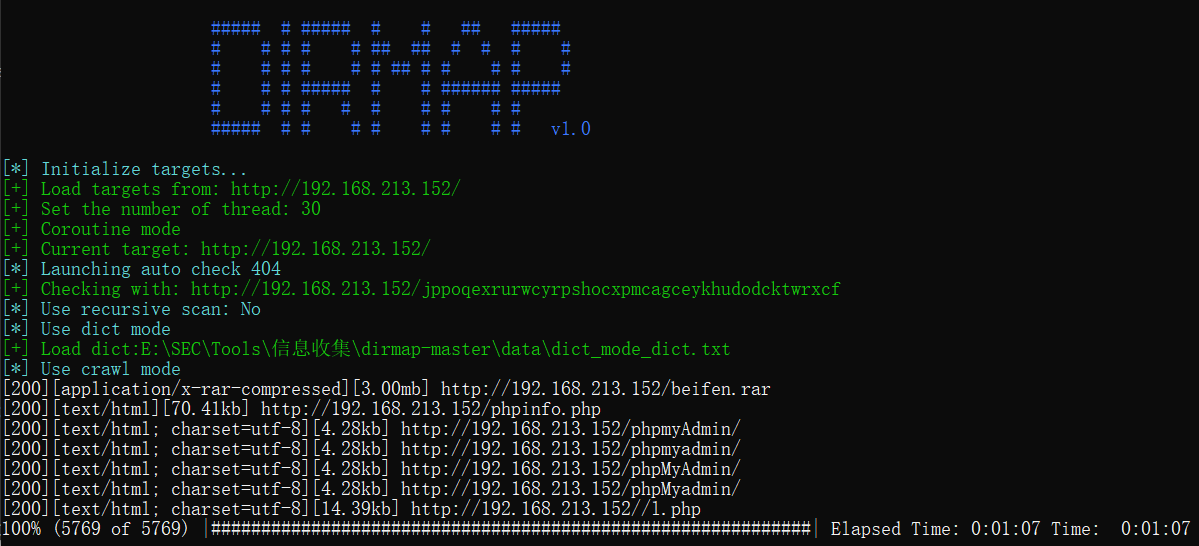 DIRMAP
v1.0
[*] Initialize targets...
[+] Load targets from: http://192.168.213.152/
[+] Set the number of thread: 30
[+] Coroutine mode
[+] Current target: http://192.168.213.152/
[*] Launching auto check 404
[+] Checking with: http://192.168.213.152/jppoqexrurwcyrpshocxpmcagceykhudodcktwrxcf
[*] Use recursive scan: No
[*] Use dict mode
[+] Load dict:E:\SEC\Tools\信息收集\dirmap-master\data\dict_mode_dict.txt
[*] Use crawl mode
[200][application/x-rar-compressed][3.00mb] http://192.168.213.152/beifen.rar
[200][text/html][70.41kb] http://192.168.213.152/phpinfo.php
[200][text/html; charset=utf-8][4.28kb] http://192.168.213.152/phpmyAdmin/
[200][text/html; charset=utf-8][4.28kb] http://192.168.213.152/phpmyadmin/
[200][text/html; charset=utf-8][4.28kb] http://192.168.213.152/phpMyAdmin/
[200][text/html; charset=utf-8][4.28kb] http://192.168.213.152/phpMyadmin/
[200][text/html; charset=utf-8][14.39kb] http://192.168.213.152//l.php
100% (5769 of 5769) |############################################################| Elapsed Time: 0:01:07 Time:  0:01:07